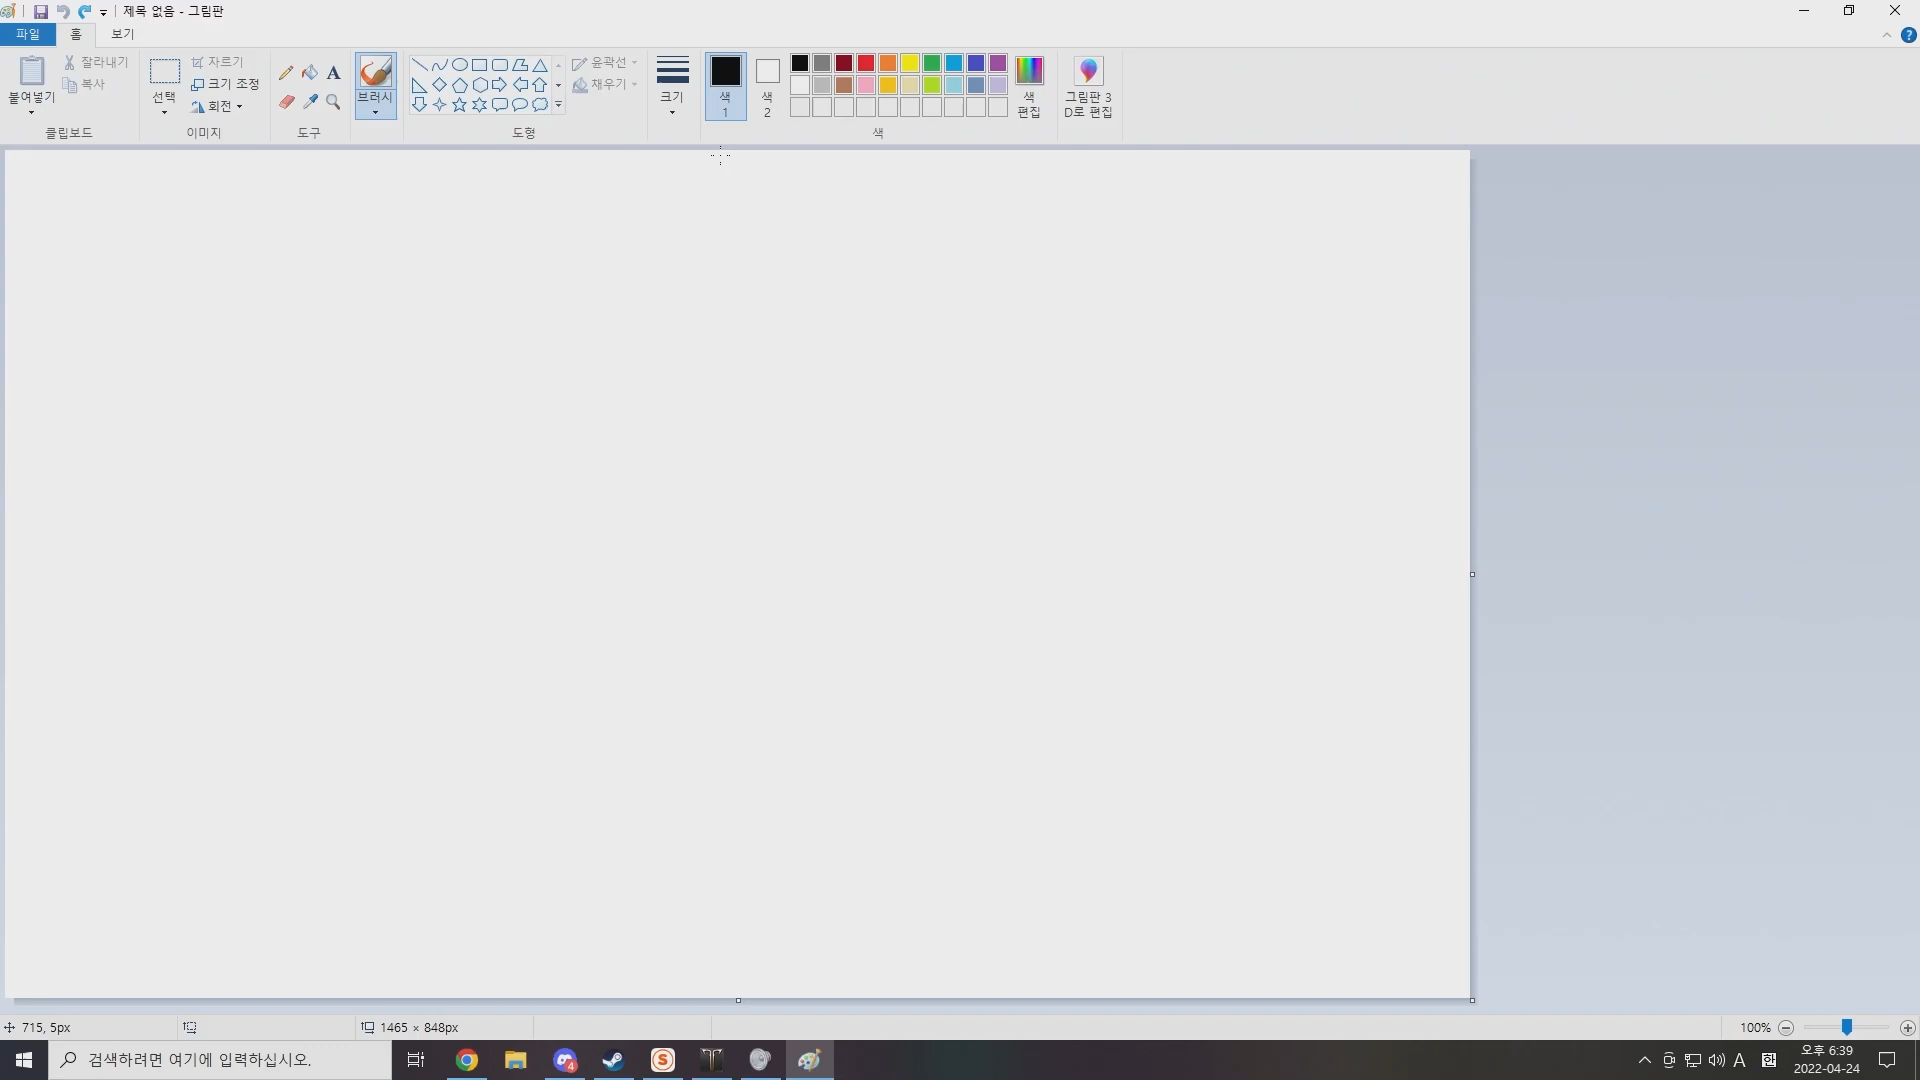 제목 없음 - 그림판
파일 홈 보기
붙여넣기
잘라내기
복사
클립보드
선택
자르기
크기 조정
회전
이미지
A
도구
브러시
윤곽선
채우기
도형
크기
색
1
색
2
색
색
편집
그림판 3
D로 편집
715, 5px
1465 × 848px
100%
검색하려면 여기에 입력하십시오.
4
S
A
한
오후 6:39
2022-04-24